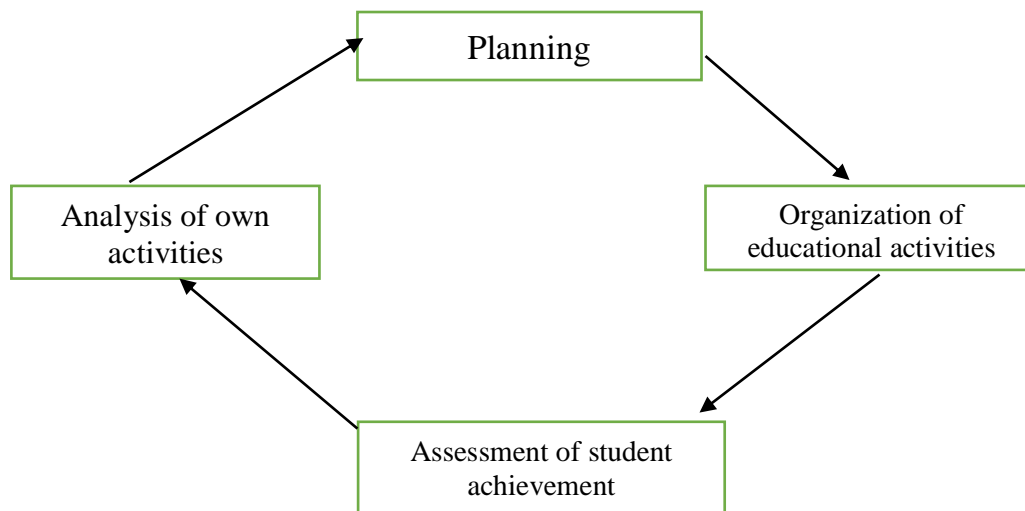 Planning
Analysis of own
activities
Organization of
educational activities
Assessment of student
achievement